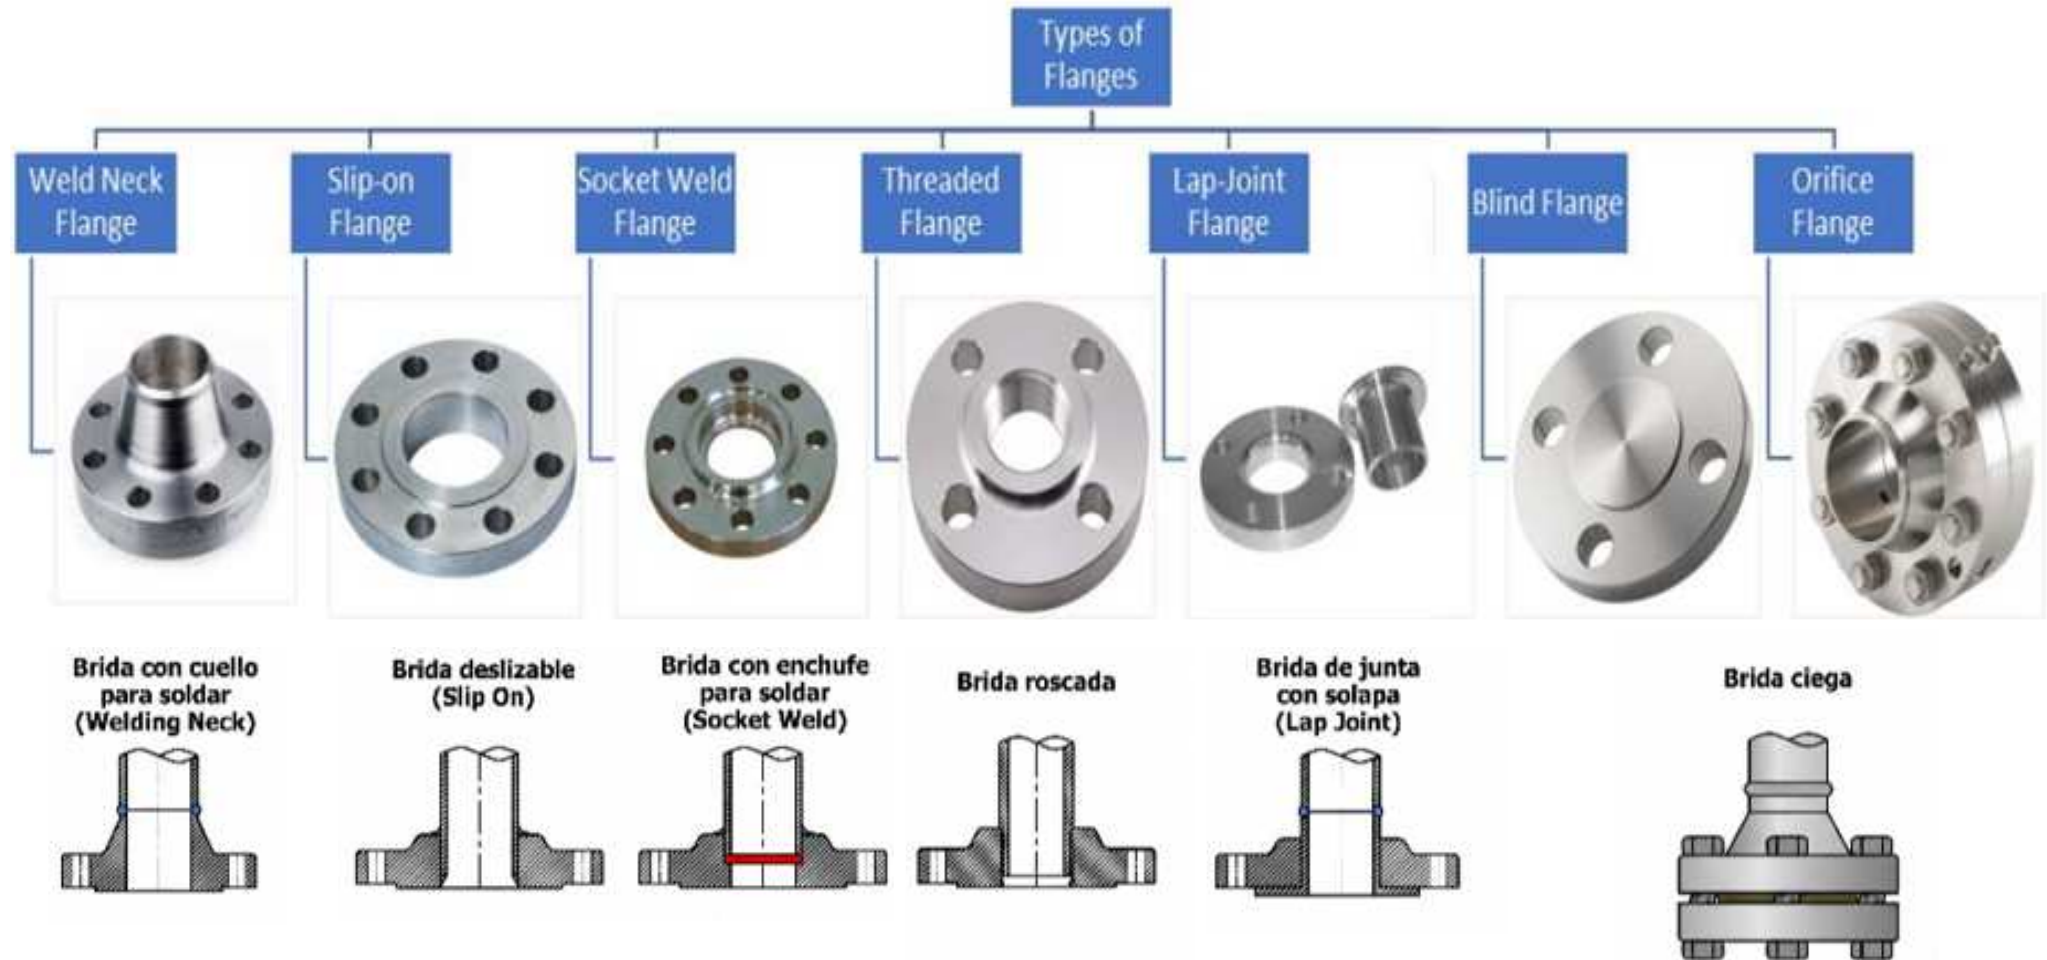 Types of
Flanges
Weld Neck
Flange
Slip-on
Flange
Socket Weld
Flange
Threaded
Flange
Lap-Joint
Flange
Blind Flange
Orifice
Flange
Brida con cuello
para soldar
(Welding Neck)
Brida deslizable
(Slip On)
Brida con enchufe
para soldar
(Socket Weld)
Brida roscada
Brida de junta
con solapa
(Lap Joint)
Brida ciega